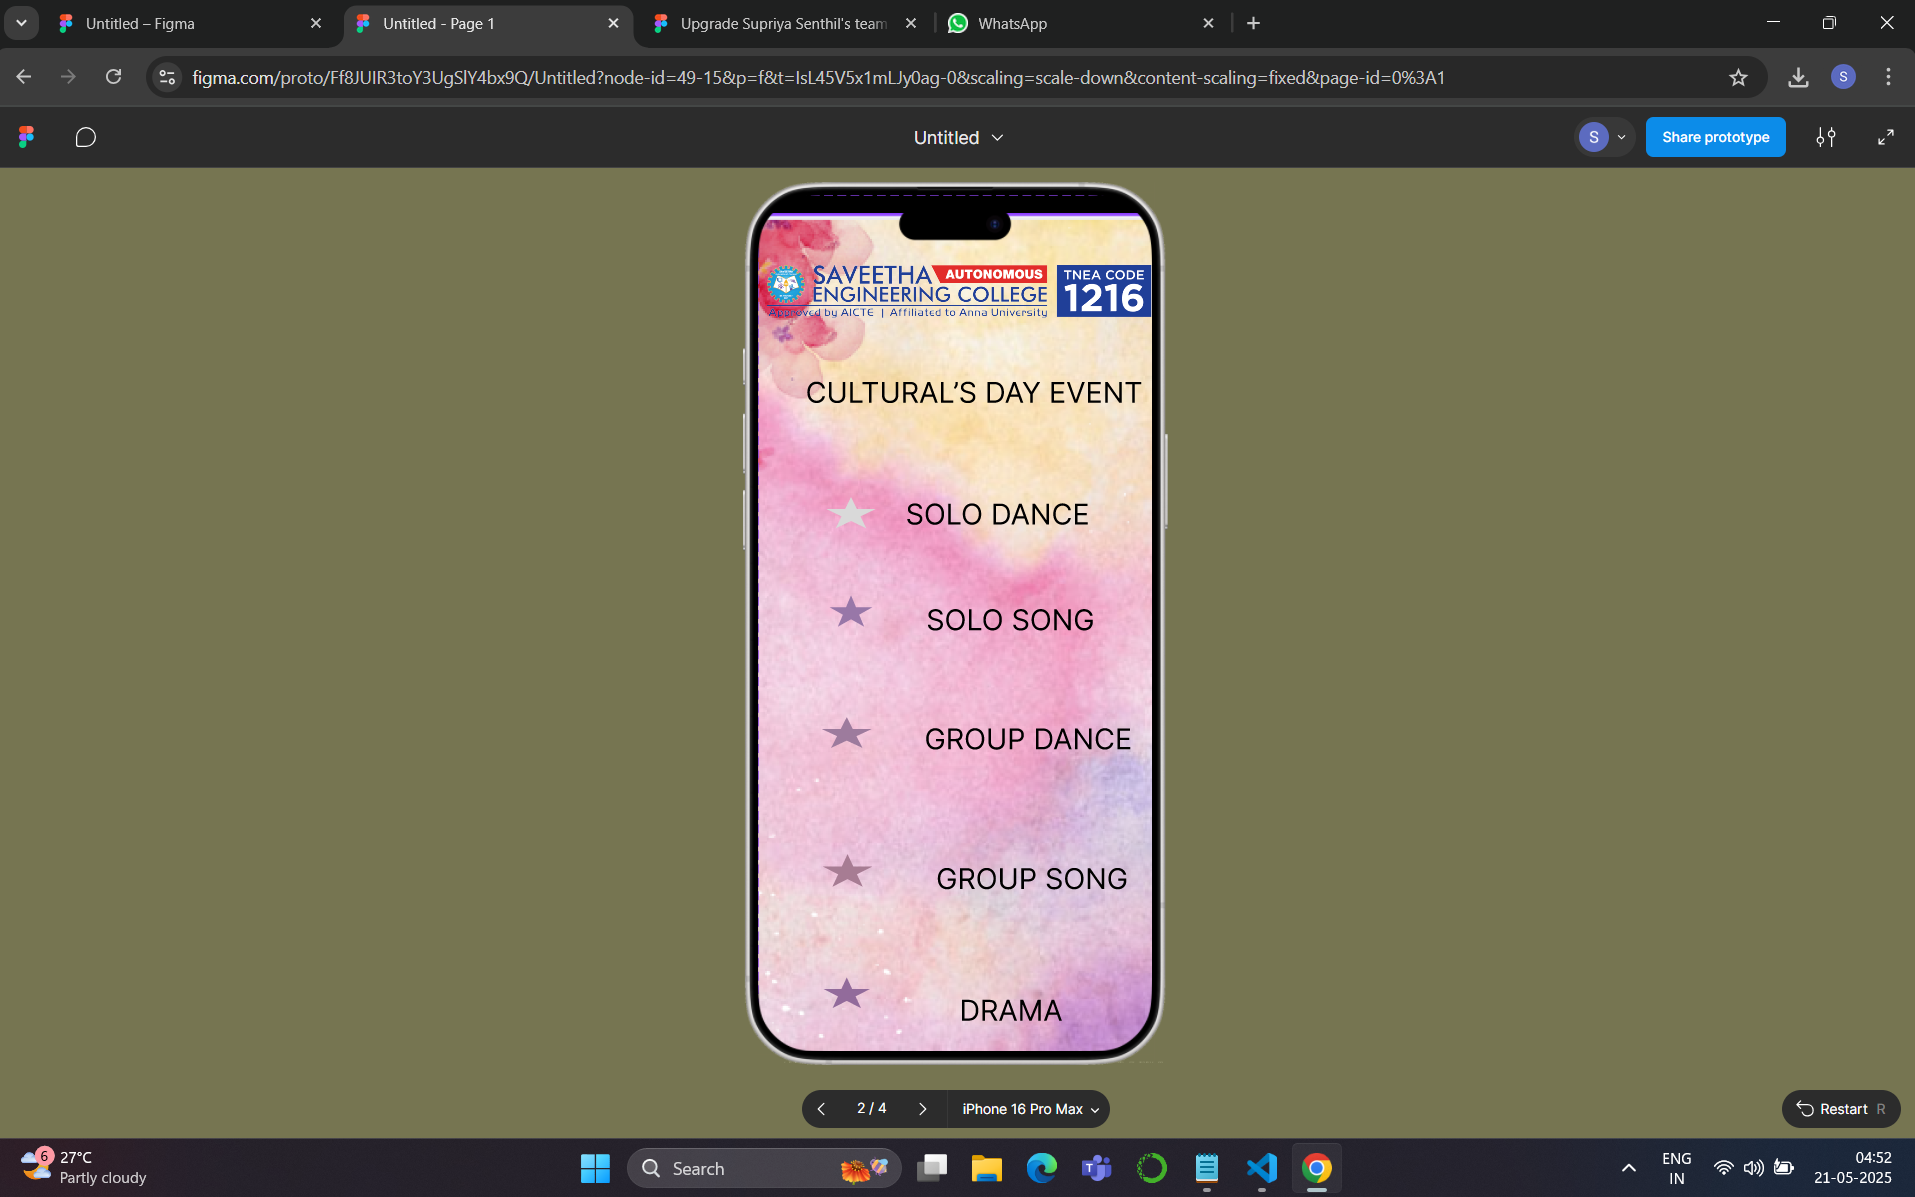 Untitled – Figma
Untitled - Page 1
Upgrade Supriya Senthil's team
WhatsApp
figma.com/proto/Ff8JUIR3toY3UgSlY4bx9Q/Untitled?node-id=49-15&p=f&t=IsL45V5x1mLJy0ag-0&scaling=scale-down&content-scaling=fixed&page-id=0%3A1
S
Untitled
S
Share prototype
SAVEETHA AUTONOMOUS
ENGINEERING COLLEGE
Approved by AICTE | Affiliated to Anna University
TNEA CODE
1216
CULTURAL’S DAY EVENT
SOLO DANCE
SOLO SONG
GROUP DANCE
GROUP SONG
DRAMA
2 / 4
iPhone 16 Pro Max
Restart R
6
27°C
Partly cloudy
Search
ENG
IN
04:52
21-05-2025